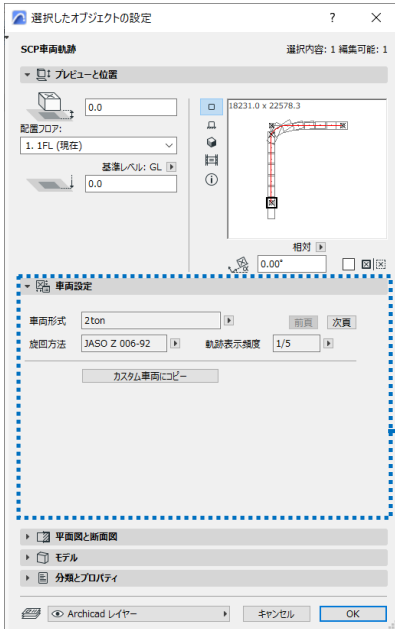 選択したオブジェクトの設定
? ×
SCP車両軌跡
選択内容: 1 編集可能: 1
プレビューと位置
0.0
配置フロア:
1. 1FL (現在)
基準レベル: GL
0.0
18231.0 x 22578.3
相対
0.00°
車両設定
車両形式 2ton 前頁 次頁
旋回方法 JASO Z 006-92 軌跡表示頻度 1/5
カスタム車両にコピー
平面図と断面図
モデル
分類とプロパティ
Archicad レイヤー
キャンセル OK